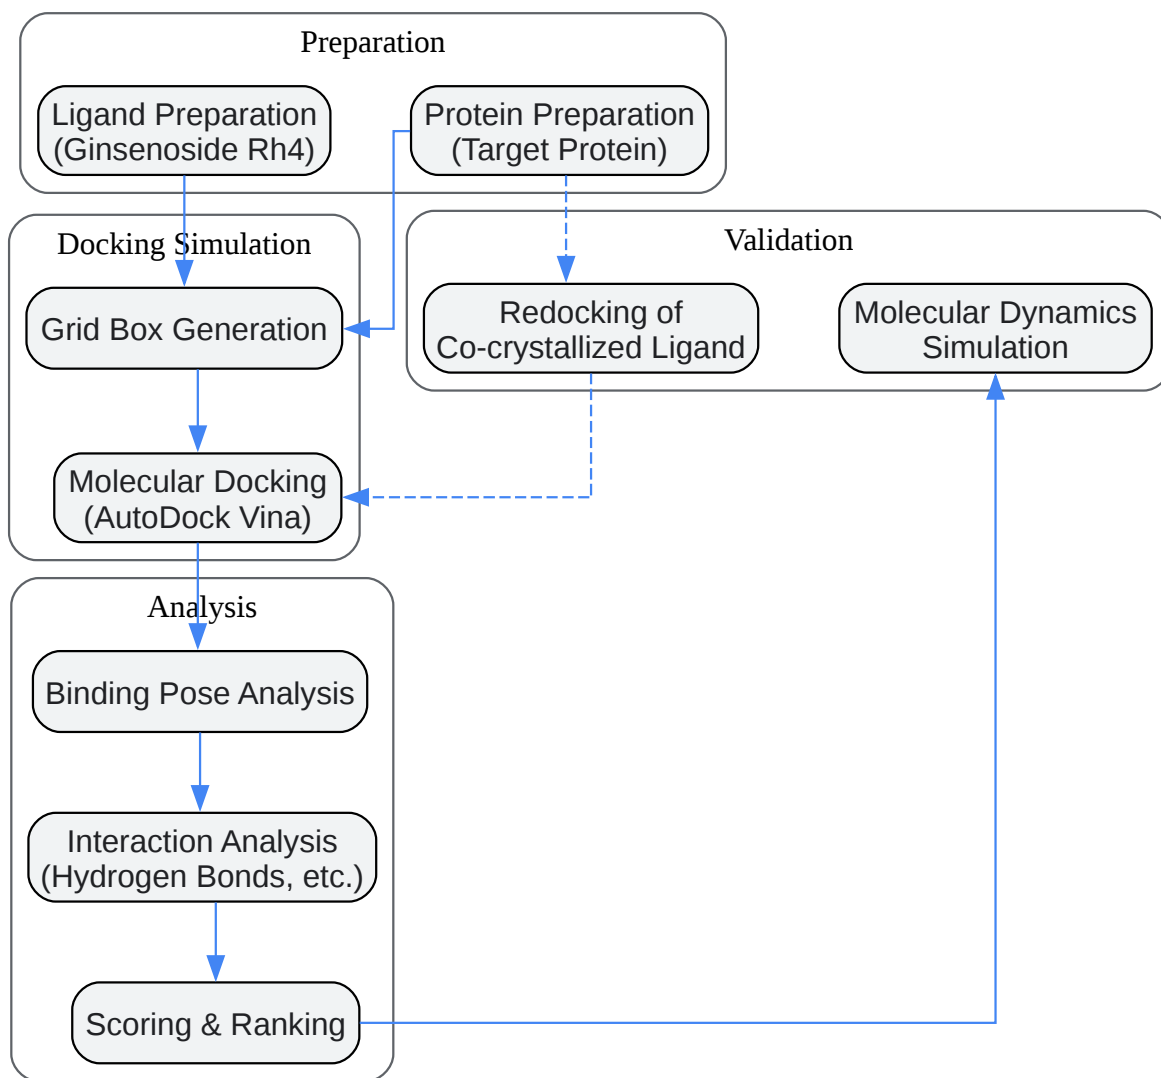 Preparation
Ligand Preparation
(Ginsenoside Rh4)
Protein Preparation
(Target Protein)
Docking Simulation
Grid Box Generation
Molecular Docking
(AutoDock Vina)
Validation
Redocking of
Co-crystallized Ligand
Molecular Dynamics
Simulation
Analysis
Binding Pose Analysis
Interaction Analysis
(Hydrogen Bonds, etc.)
Scoring & Ranking